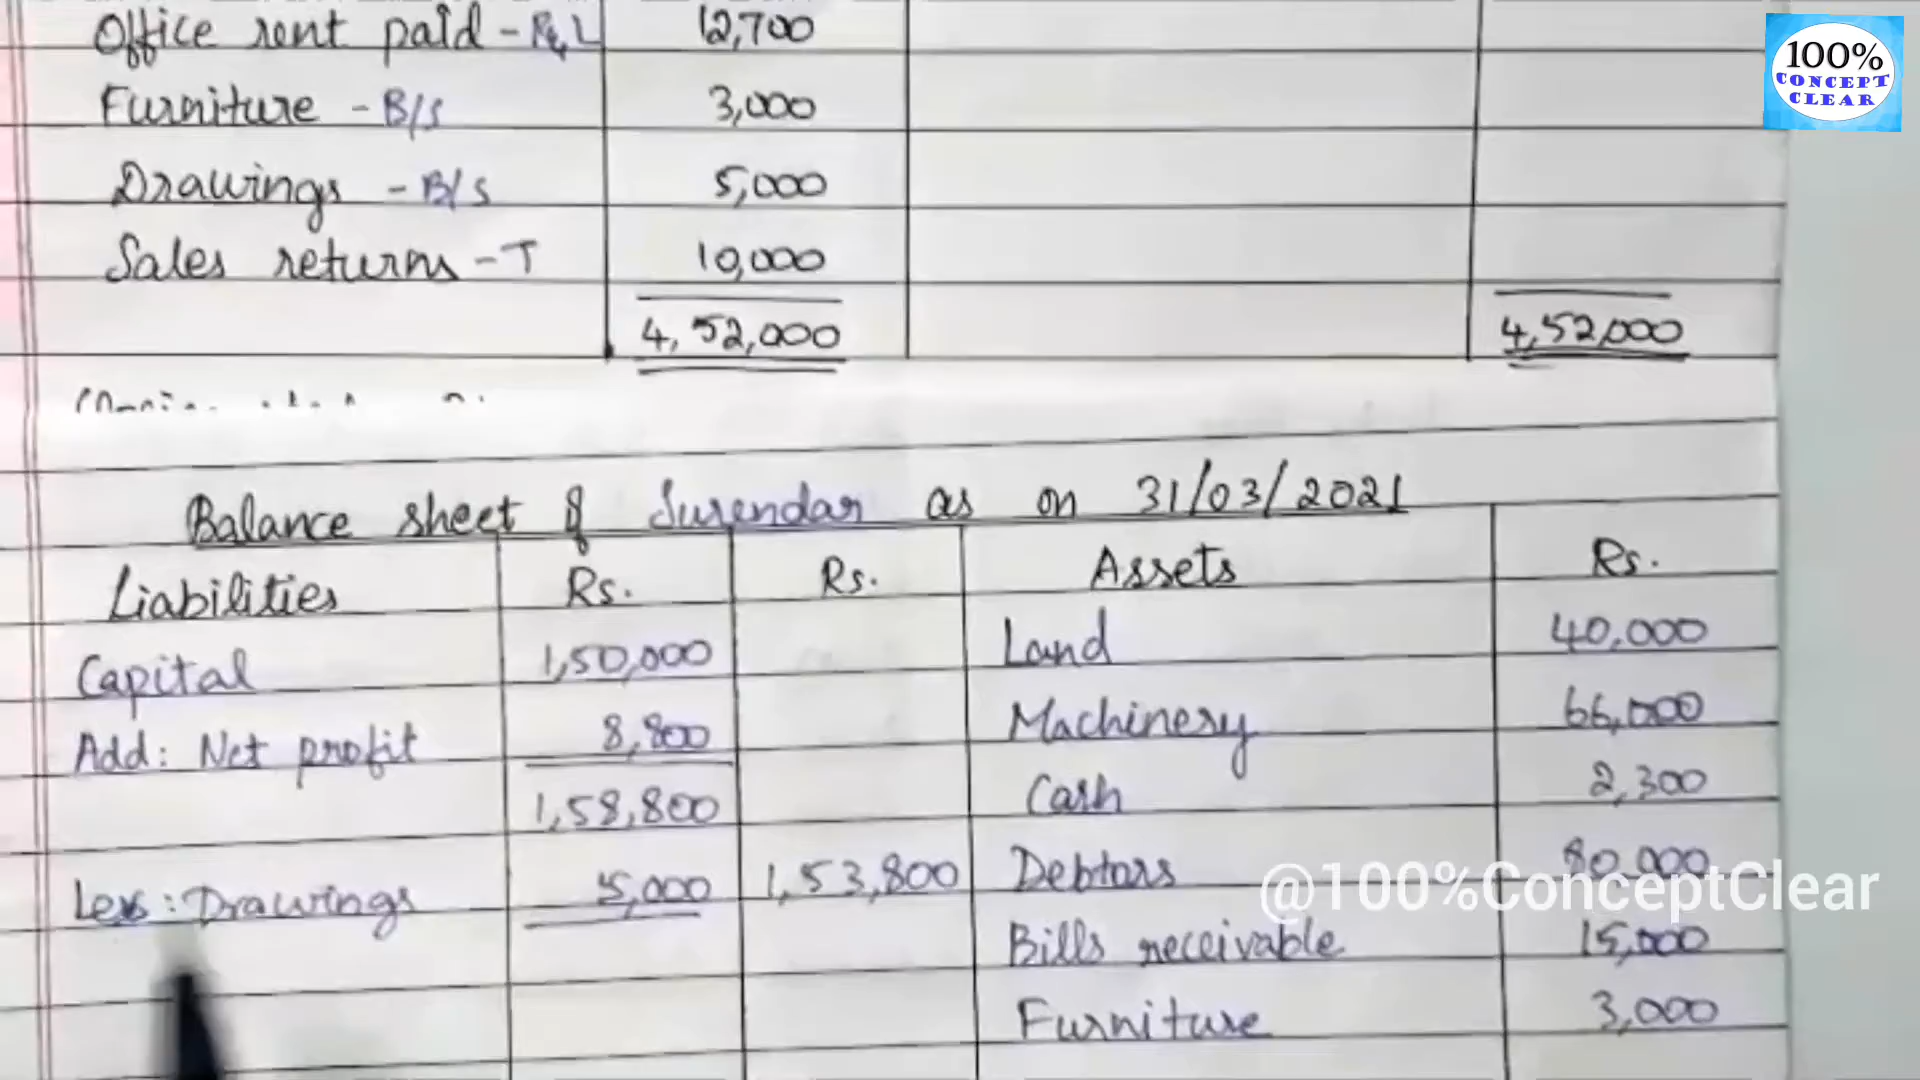 Office rent paid - P&L 12,700
100%
CONCEPT
CLEAR
Furniture - B/S 3,000
Drawings - B/S 5,000
Sales returns - T 10,000
4,52,000 4,52,000
Balance sheet of Surendar as on 31/03/2021
Liabilities Rs. Rs. Assets Rs.
Capital 1,50,000 Land 40,000
Add: Net profit 8,800 Machinery 66,000
1,58,800 Cash 2,300
Less: Drawings 5,000 1,53,800 Debtors 80,000
@100%ConceptClear
Bills receivable 15,000
Furniture 3,000